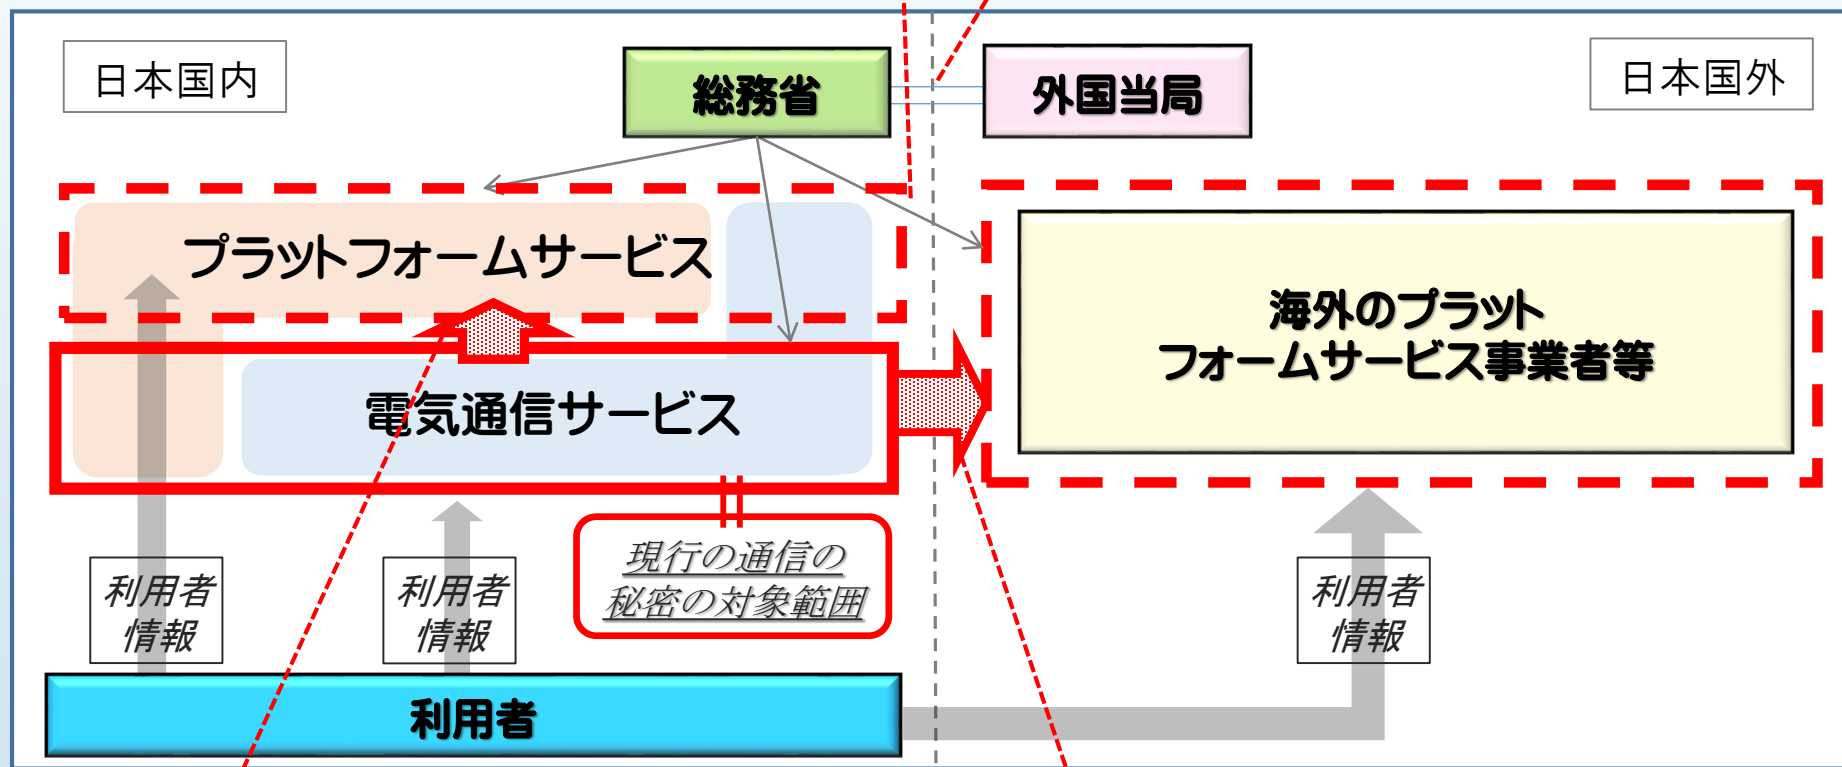 日本国内
総務省
外国当局
日本国外
プラットフォームサービス
海外のプラット
フォームサービス事業者等
電気通信サービス
現行の通信の
秘密の対象範囲
利用者
情報
利用者
情報
利用者
情報
利用者